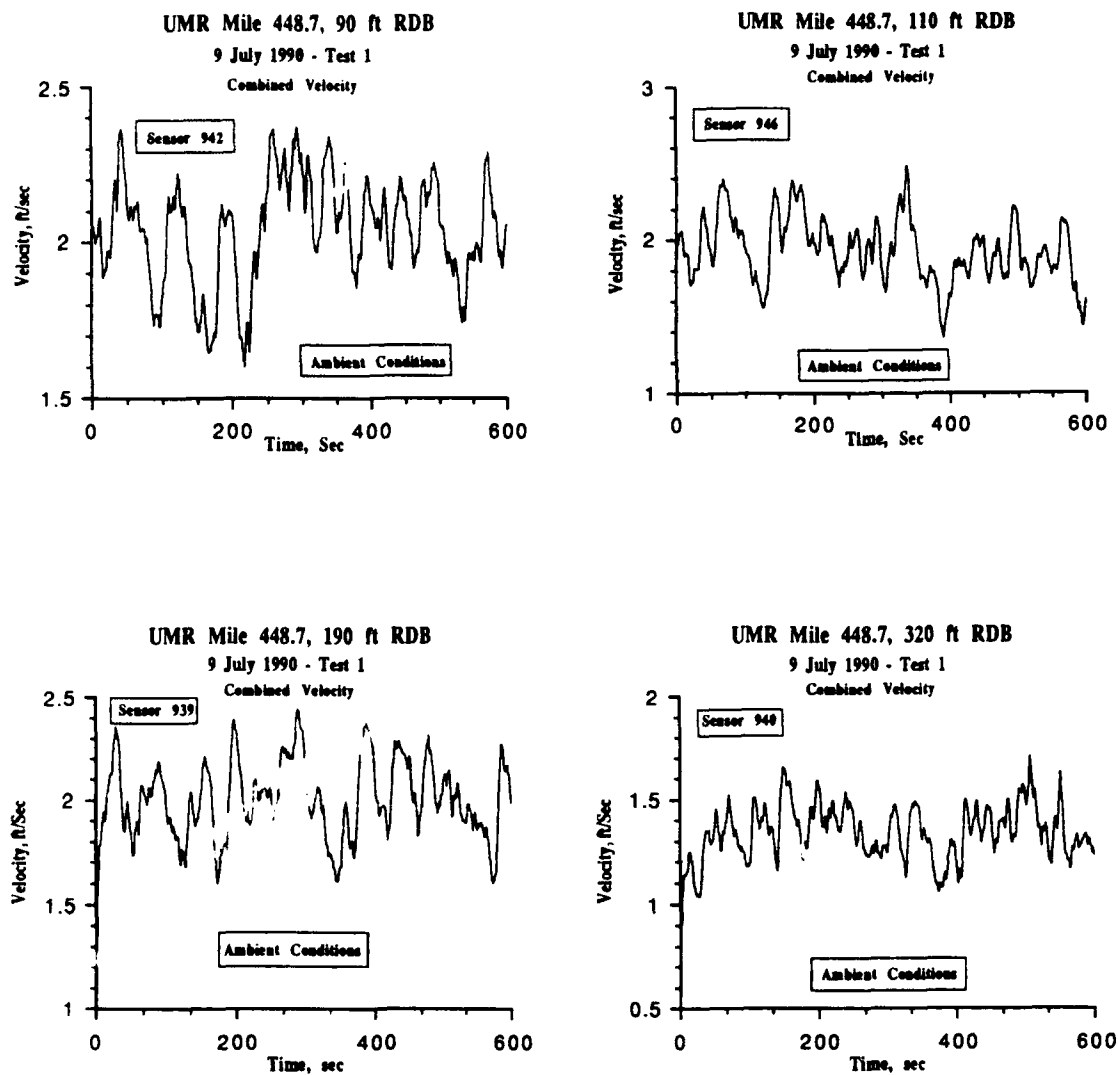 UMR Mile 448.7, 90 ft RDB
9 July 1990 - Test 1
Combined Velocity
2.5
Sensor 942
Velocity, ft/sec
2
Ambient Conditions
1.5
0
200
400
600
Time, Sec
UMR Mile 448.7, 110 ft RDB
9 July 1990 - Test 1
Combined Velocity
3
Sensor 946
Velocity, ft/sec
2
Ambient Conditions
1
0
200
400
600
Time, Sec
UMR Mile 448.7, 190 ft RDB
9 July 1990 - Test 1
Combined Velocity
2.5
Sensor 939
Velocity, ft/Sec
2
1.5
Ambient Conditions
1
0
200
400
600
Time, sec
UMR Mile 448.7, 320 ft RDB
9 July 1990 - Test 1
Combined Velocity
2
Sensor 940
Velocity, ft/Sec
1.5
1
Ambient Conditions
0.5
0
200
400
600
Time, sec